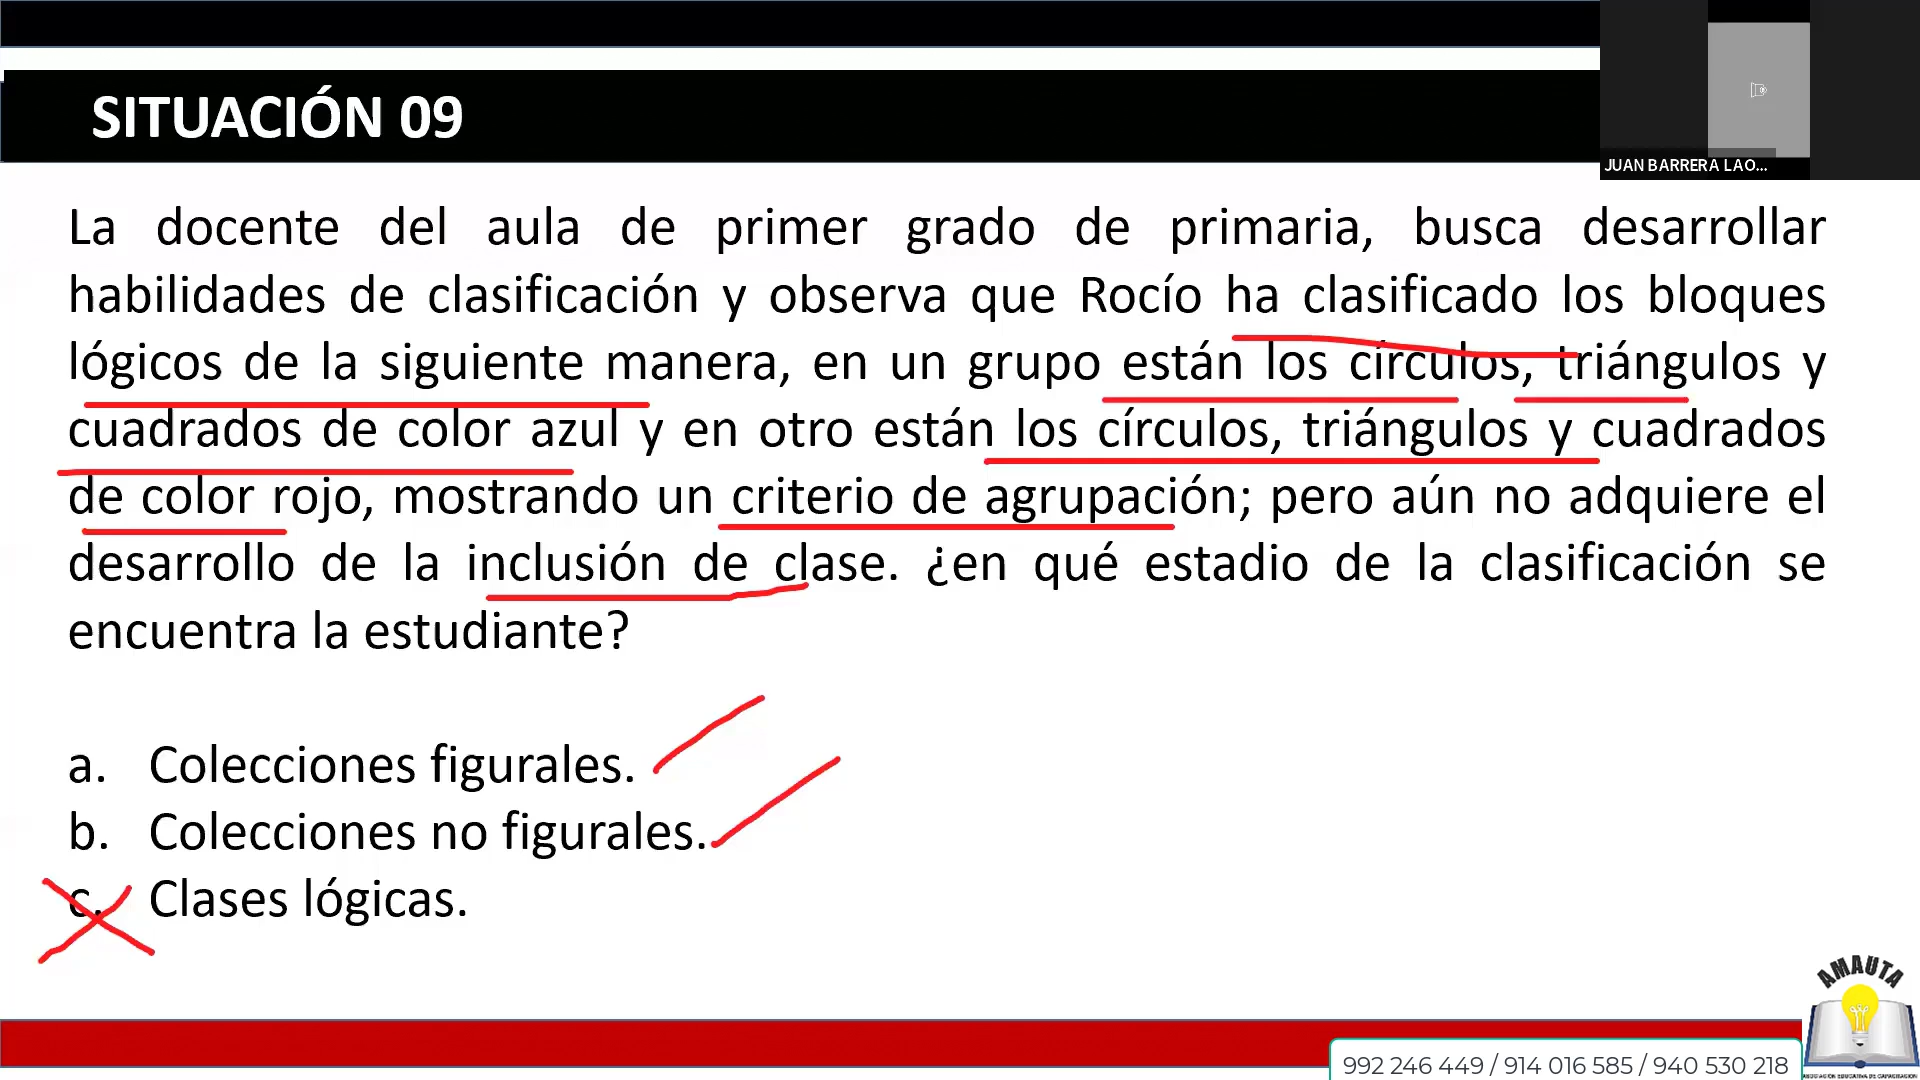 SITUACIÓN 09
JUAN BARRERA LAO...
La docente del aula de primer grado de primaria, busca desarrollar
habilidades de clasificación y observa que Rocío ha clasificado los bloques
lógicos de la siguiente manera, en un grupo están los círculos, triángulos y
cuadrados de color azul y en otro están los círculos, triángulos y cuadrados
de color rojo, mostrando un criterio de agrupación; pero aún no adquiere el
desarrollo de la inclusión de clase. ¿en qué estadio de la clasificación se
encuentra la estudiante?
a. Colecciones figurales.
b. Colecciones no figurales.
c. Clases lógicas.
AMAUTA
ASOCIACIÓN EDUCATIVA DE CAPACITACIÓN
992 246 449 / 914 016 585 / 940 530 218